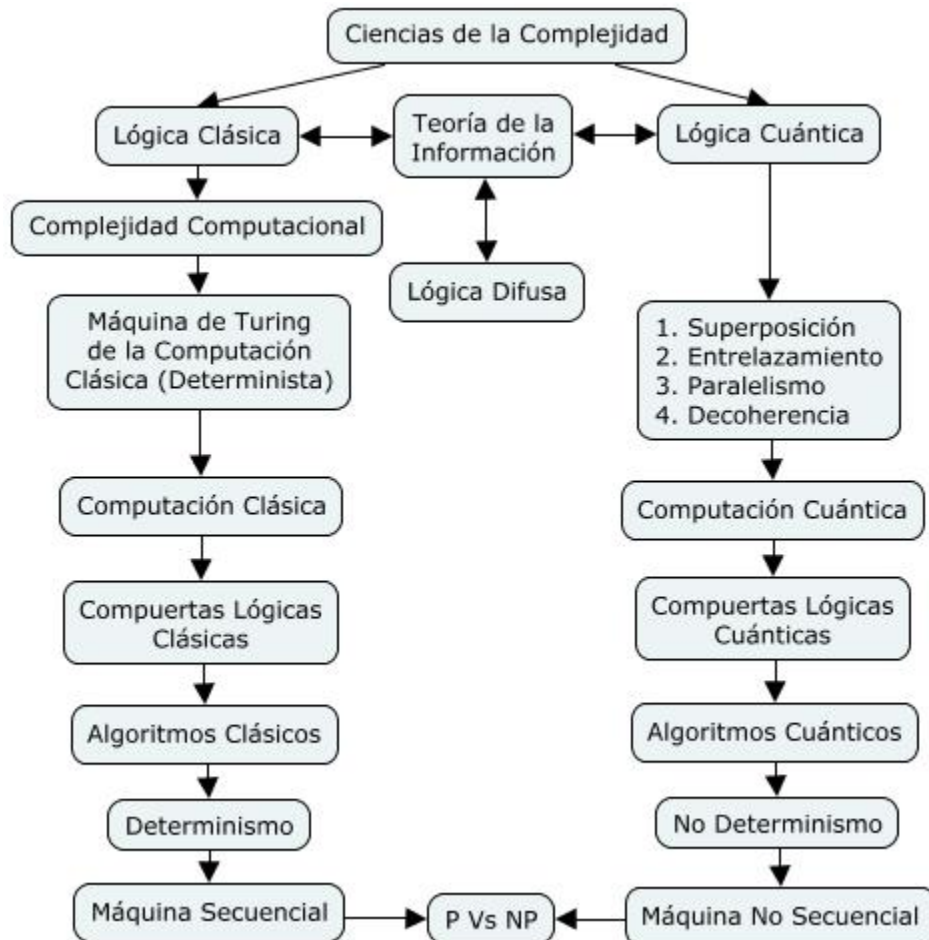 Ciencias de la Complejidad
Lógica Clásica
Teoría de la
Información
Lógica Cuántica
Complejidad Computacional
Lógica Difusa
Máquina de Turing
de la Computación
Clásica (Determinista)
1. Superposición
2. Entrelazamiento
3. Paralelismo
4. Decoherencia
Computación Clásica
Computación Cuántica
Compuertas Lógicas
Clásicas
Compuertas Lógicas
Cuánticas
Algoritmos Clásicos
Algoritmos Cuánticos
Determinismo
No Determinismo
Máquina Secuencial
P Vs NP
Máquina No Secuencial